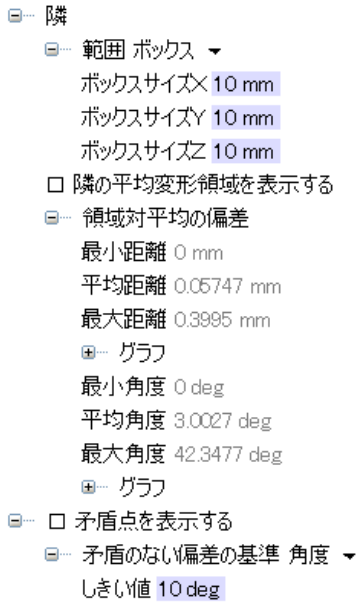 隣
範囲 ボックス
ボックスサイズX 10 mm
ボックスサイズY 10 mm
ボックスサイズZ 10 mm
隣の平均変形領域を表示する
領域対平均の偏差
最小距離 0 mm
平均距離 0.05747 mm
最大距離 0.3995 mm
グラフ
最小角度 0 deg
平均角度 3.0027 deg
最大角度 42.3477 deg
グラフ
矛盾点を表示する
矛盾のない偏差の基準 角度
しきい値 10 deg